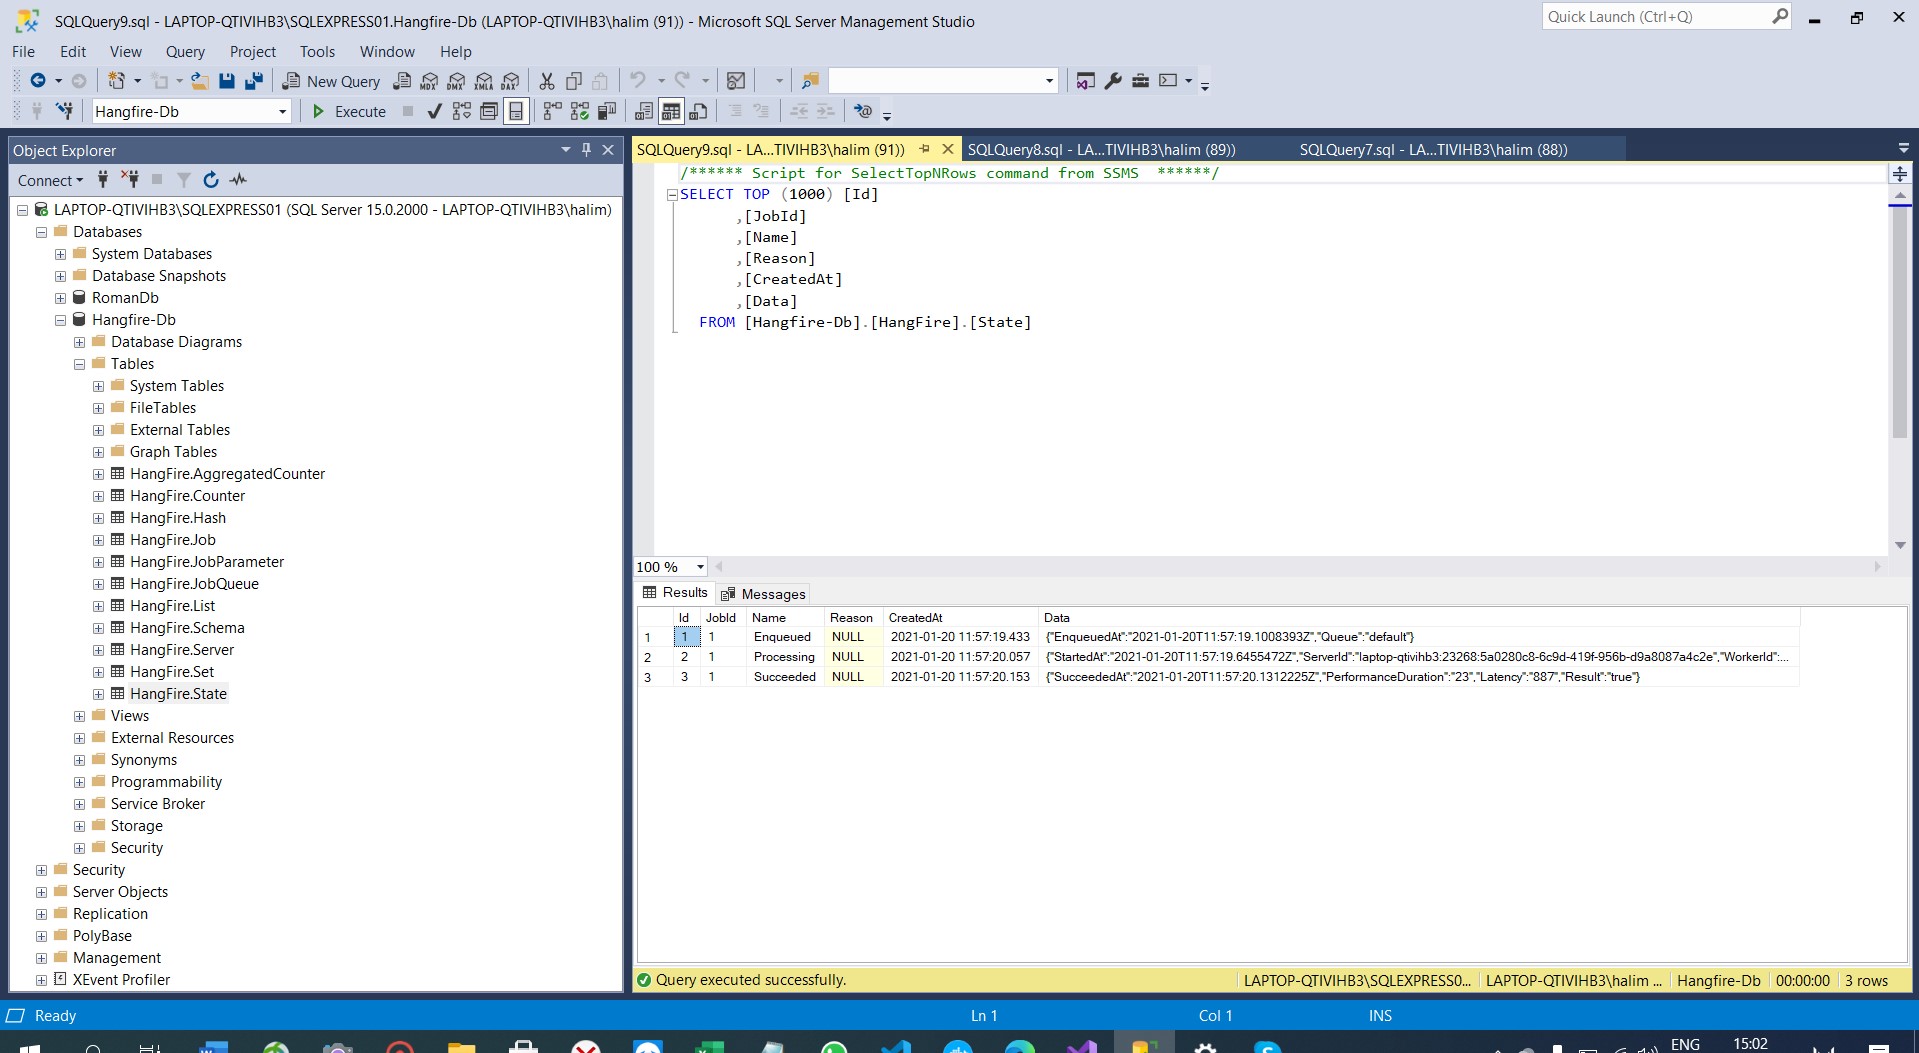 SQLQuery9.sql - LAPTOP-QTIVIHB3\SQLEXPRESS01.Hangfire-Db (LAPTOP-QTIVIHB3\halim (91)) - Microsoft SQL Server Management Studio
Quick Launch (Ctrl+Q)
File Edit View Query Project Tools Window Help
New Query MDX DMX XMLA DAX
Hangfire-Db Execute
Object Explorer
Connect
LAPTOP-QTIVIHB3\SQLEXPRESS01 (SQL Server 15.0.2000 - LAPTOP-QTIVIHB3\halim)
Databases
System Databases
Database Snapshots
RomanDb
Hangfire-Db
Database Diagrams
Tables
System Tables
FileTables
External Tables
Graph Tables
HangFire.AggregatedCounter
HangFire.Counter
HangFire.Hash
HangFire.Job
HangFire.JobParameter
HangFire.JobQueue
HangFire.List
HangFire.Schema
HangFire.Server
HangFire.Set
HangFire.State
Views
External Resources
Synonyms
Programmability
Service Broker
Storage
Security
Security
Server Objects
Replication
PolyBase
Management
XEvent Profiler
SQLQuery9.sql - LA...TIVIHB3\halim (91)) SQLQuery8.sql - LA...TIVIHB3\halim (89)) SQLQuery7.sql - LA...TIVIHB3\halim (88))
/****** Script for SelectTopNRows command from SSMS  ******/
SELECT TOP (1000) [Id]
,[JobId]
,[Name]
,[Reason]
,[CreatedAt]
,[Data]
FROM [Hangfire-Db].[HangFire].[State]
100 %
Results Messages
Id JobId Name Reason CreatedAt Data
1 1 1 Enqueued NULL 2021-01-20 11:57:19.433 {"EnqueuedAt":"2021-01-20T11:57:19.1008393Z","Queue":"default"}
2 2 1 Processing NULL 2021-01-20 11:57:20.057 {"StartedAt":"2021-01-20T11:57:19.6455472Z","ServerId":"laptop-qtivihb3:23268:5a0280c8-6c9d-419f-956b-d9a8087a4c2e","WorkerId":...
3 3 1 Succeeded NULL 2021-01-20 11:57:20.153 {"SucceededAt":"2021-01-20T11:57:20.1312225Z","PerformanceDuration":"23","Latency":"887","Result":"true"}
Query executed successfully. LAPTOP-QTIVIHB3\SQLEXPRESS0... LAPTOP-QTIVIHB3\halim ... Hangfire-Db 00:00:00 3 rows
Ready Ln 1 Col 1 INS
ENG 15:02